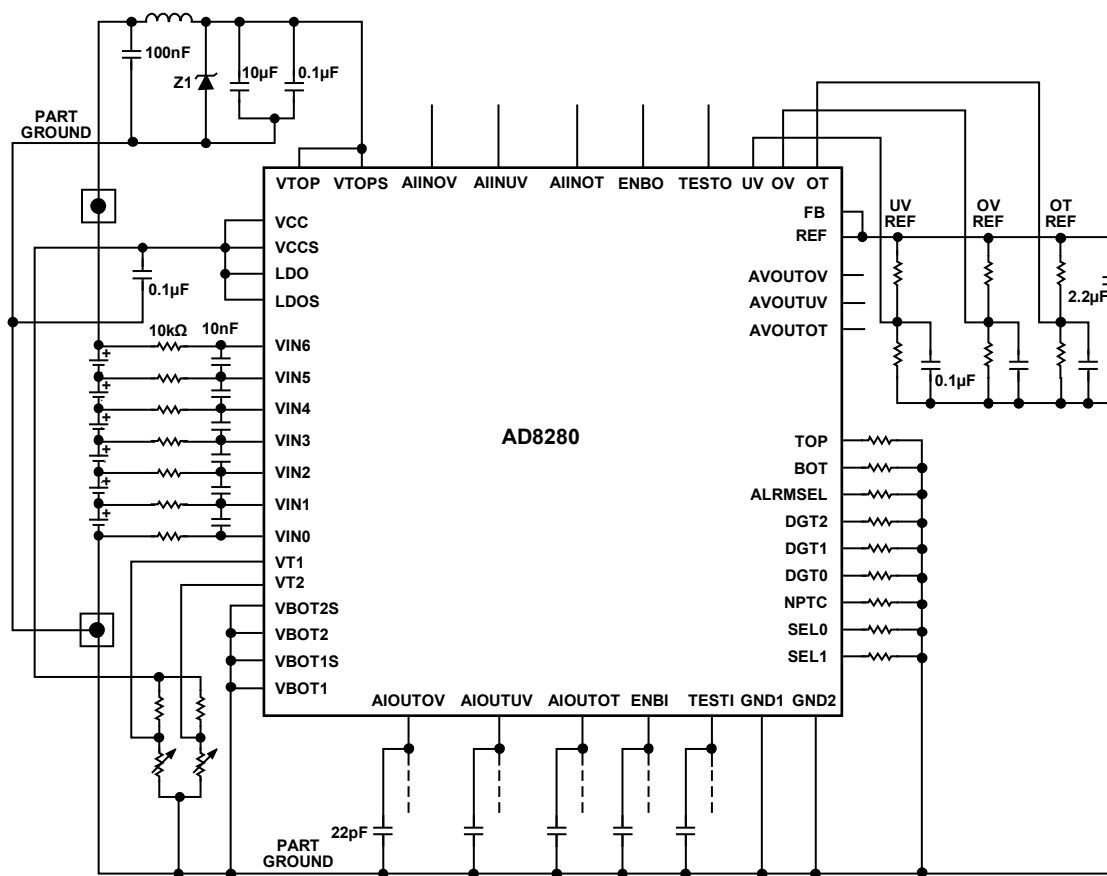 100nF
Z1
10µF
0.1µF
PART
GROUND
VTOP
VTOPS
AIINOV
AIINUV
AIINOT
ENBO
TESTO
UV
OV
OT
VCC
VCCS
LDO
LDOS
0.1µF
10kΩ
10nF
VIN6
VIN5
VIN4
VIN3
VIN2
VIN1
VIN0
VT1
VT2
VBOT2S
VBOT2
VBOT1S
VBOT1
AD8280
FB
REF
AVOUTOV
AVOUTUV
AVOUTOT
UV
REF
OV
REF
OT
REF
2.2µF
0.1µF
TOP
BOT
ALRMSEL
DGT2
DGT1
DGT0
NPTC
SEL0
SEL1
AIOUTOV
AIOUTUV
AIOUTOT
ENBI
TESTI
GND1
GND2
22pF
PART
GROUND